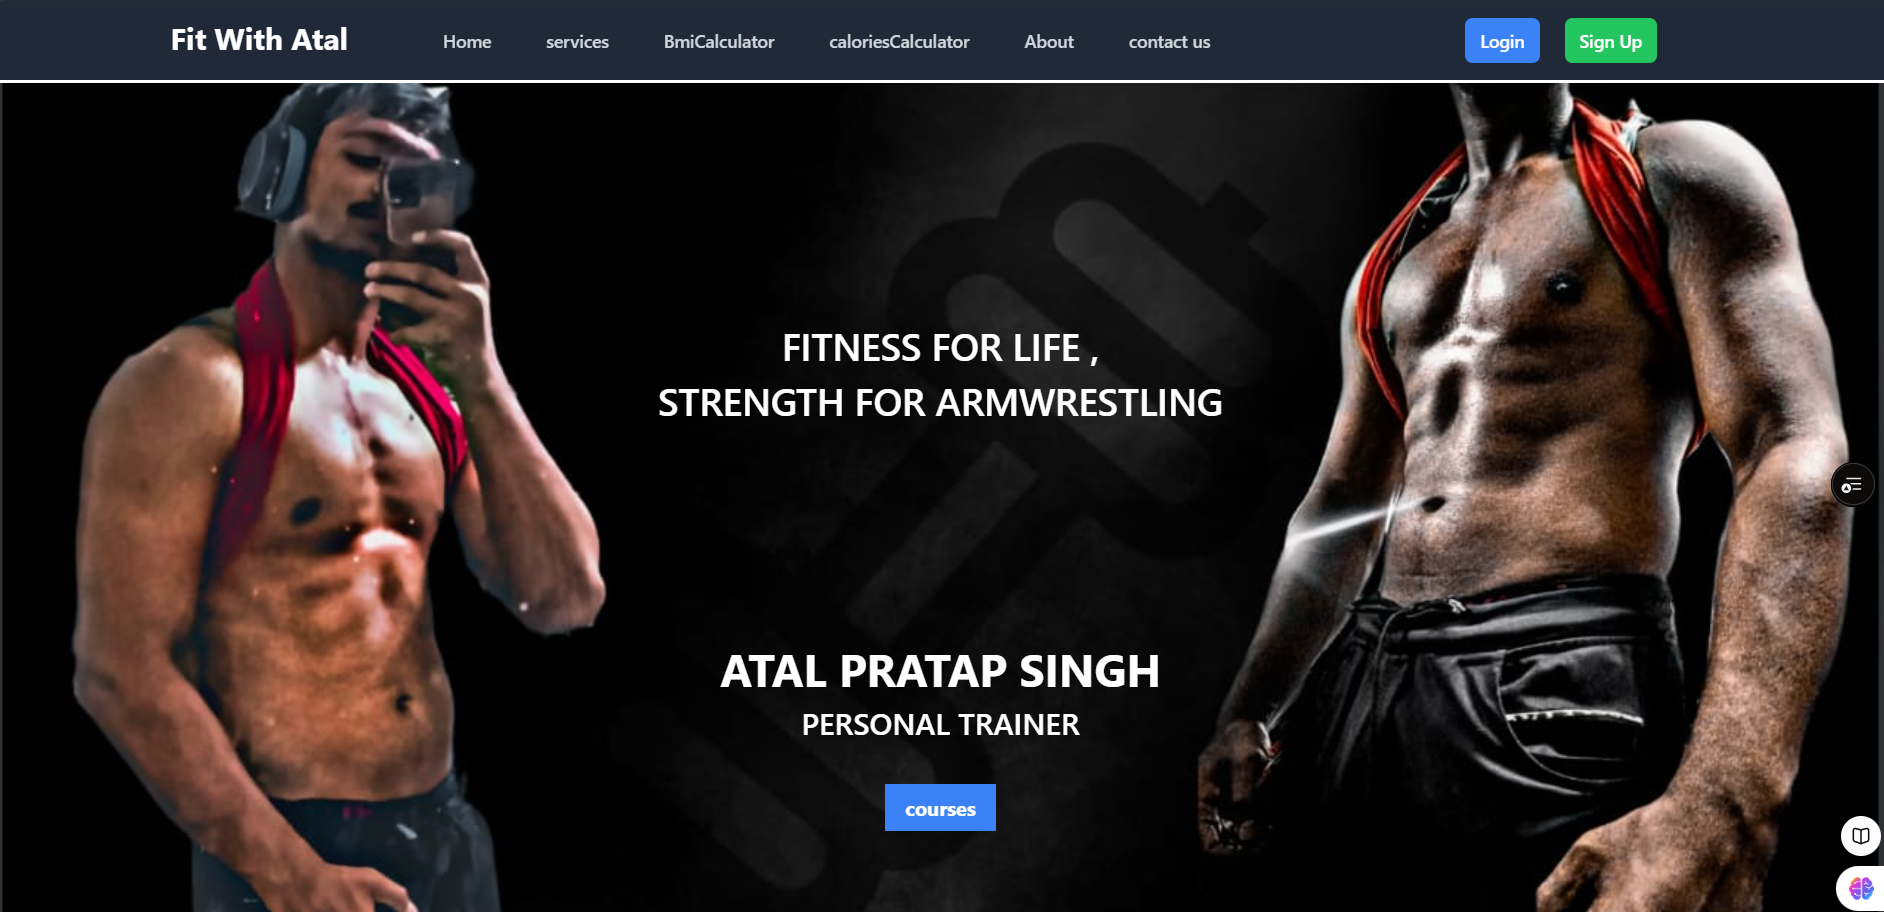 Fit With Atal
Home
services
BmiCalculator
caloriesCalculator
About
contact us
Login
Sign Up
FITNESS FOR LIFE ,
STRENGTH FOR ARMWRESTLING
ATAL PRATAP SINGH
PERSONAL TRAINER
courses